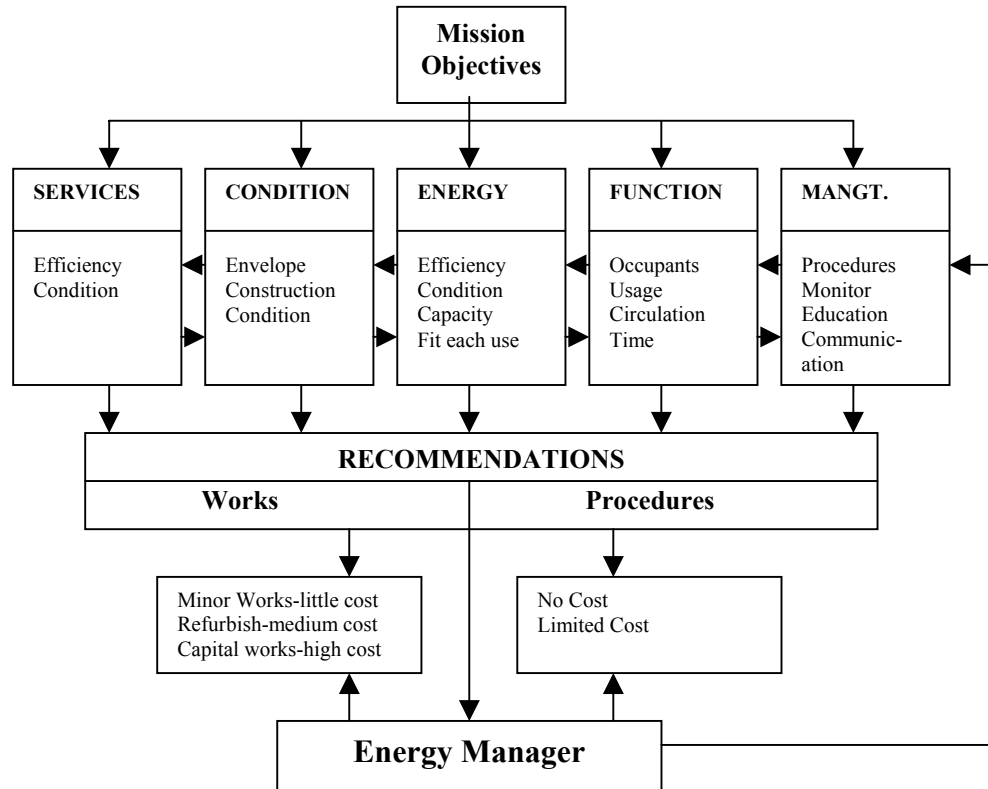 Mission
Objectives
SERVICES
Efficiency
Condition
CONDITION
Envelope
Construction
Condition
ENERGY
Efficiency
Condition
Capacity
Fit each use
FUNCTION
Occupants
Usage
Circulation
Time
MANGT.
Procedures
Monitor
Education
Communic-
ation
RECOMMENDATIONS
Works
Procedures
Minor Works-little cost
Refurbish-medium cost
Capital works-high cost
No Cost
Limited Cost
Energy Manager